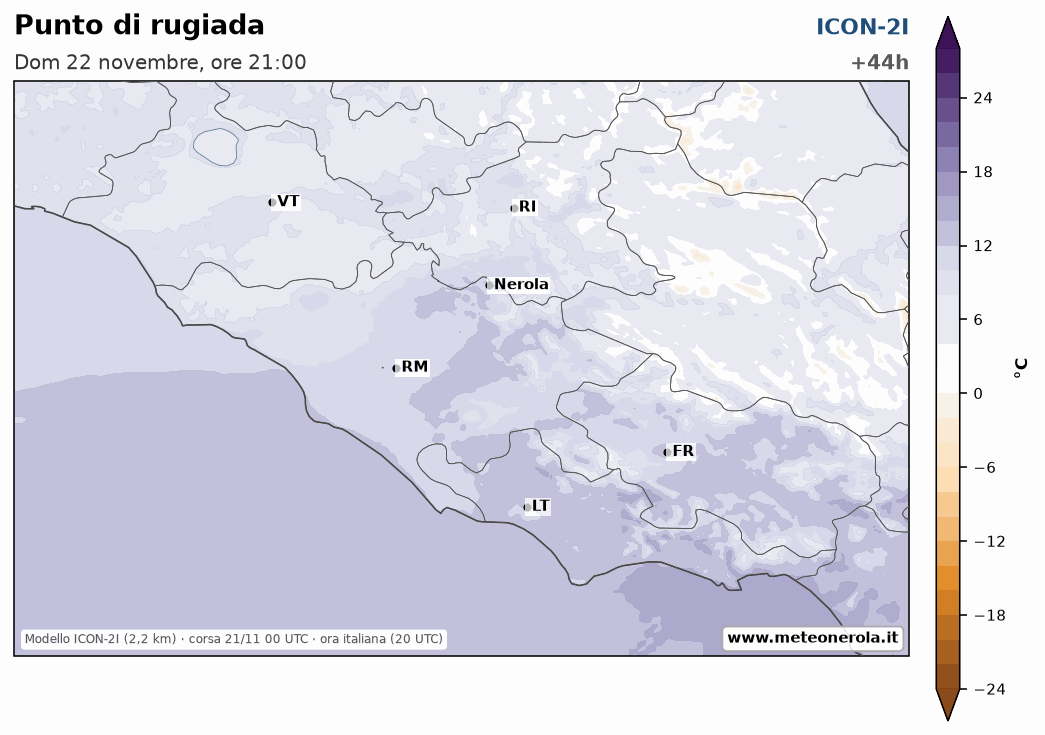 Punto di rugiada
ICON-2I
Dom 22 novembre, ore 21:00
+44h
24
18
12
6
0
−6
−12
−18
−24
°C
VT
RI
Nerola
RM
FR
LT
Modello ICON-2I (2,2 km) · corsa 21/11 00 UTC · ora italiana (20 UTC)
www.meteonerola.it